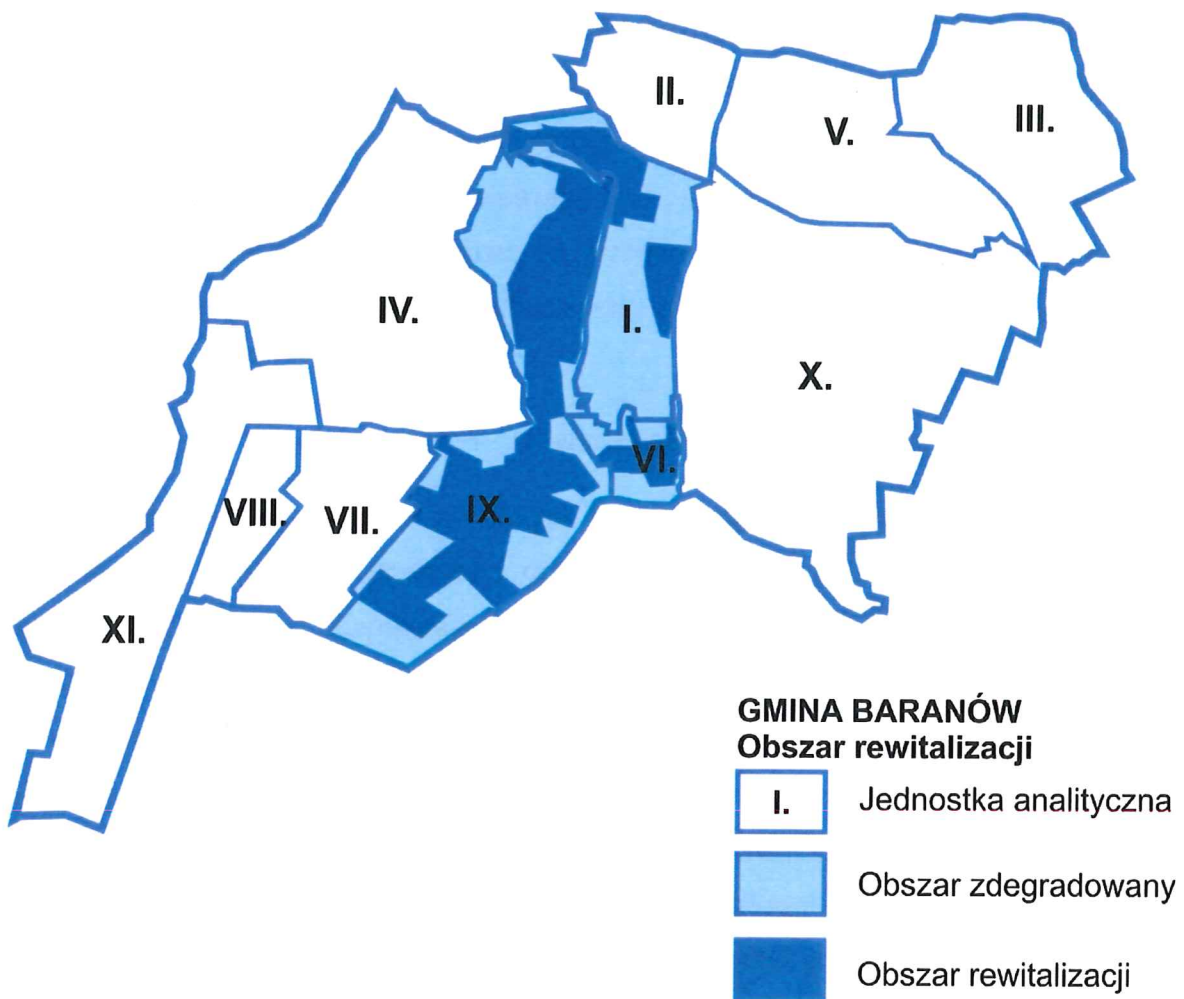 II.
V.
III.
IV.
I.
X.
VI.
VIII.
VII.
IX.
XI.
GMINA BARANÓW
Obszar rewitalizacji
I.
Jednostka analityczna
Obszar zdegradowany
Obszar rewitalizacji